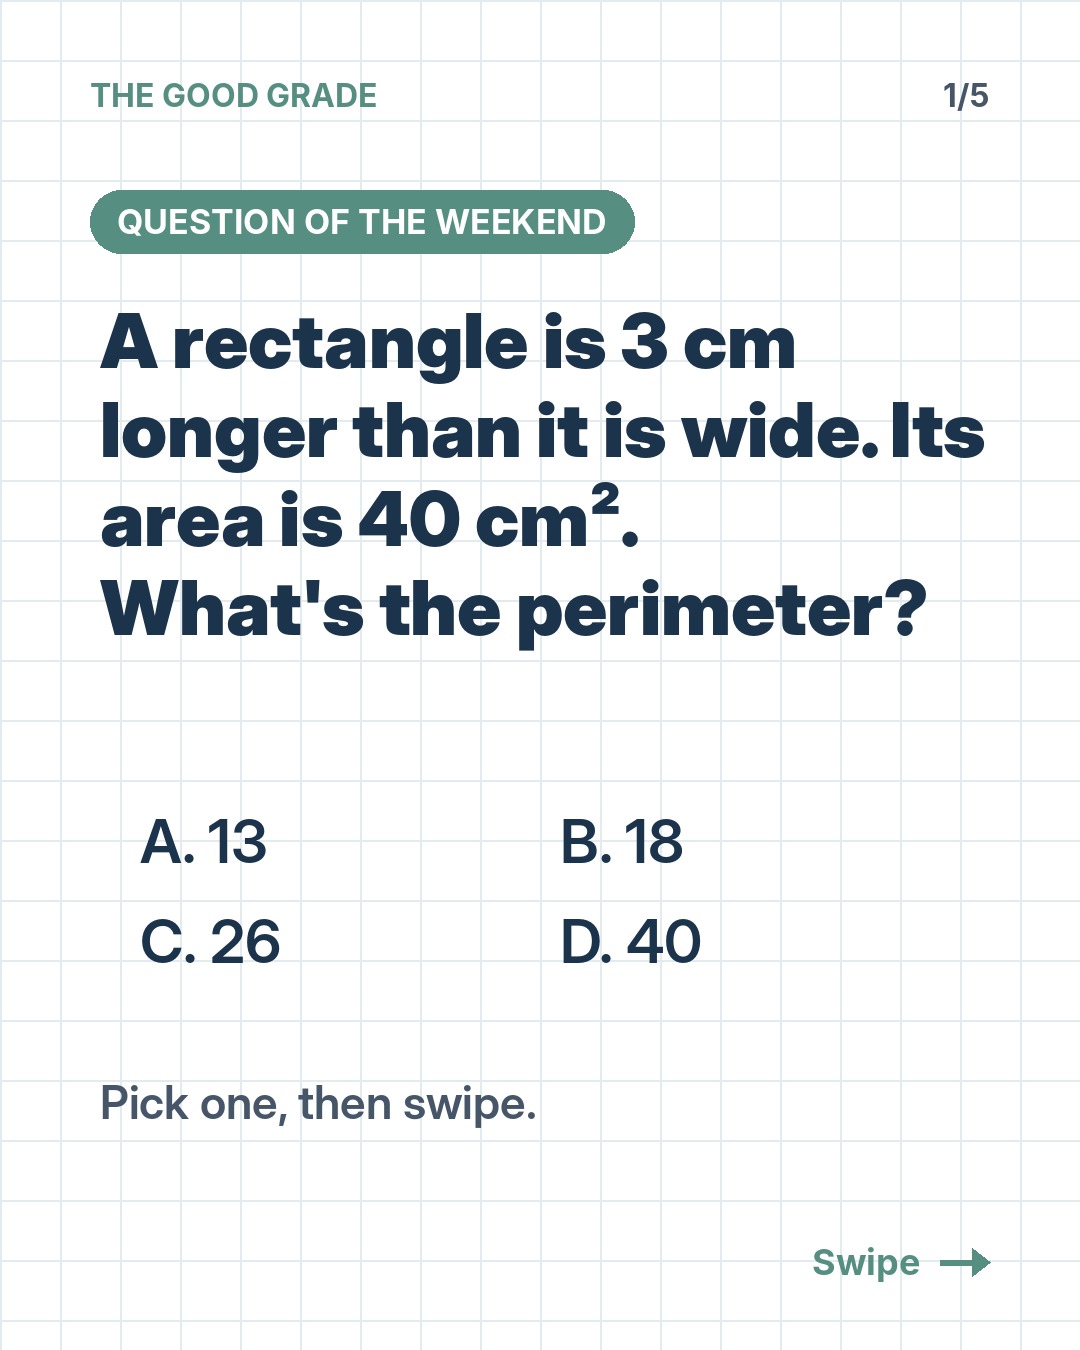 THE GOOD GRADE
1/5
QUESTION OF THE WEEKEND
A rectangle is 3 cm
longer than it is wide. Its
area is 40 cm².
What's the perimeter?
A. 13
B. 18
C. 26
D. 40
Pick one, then swipe.
Swipe →